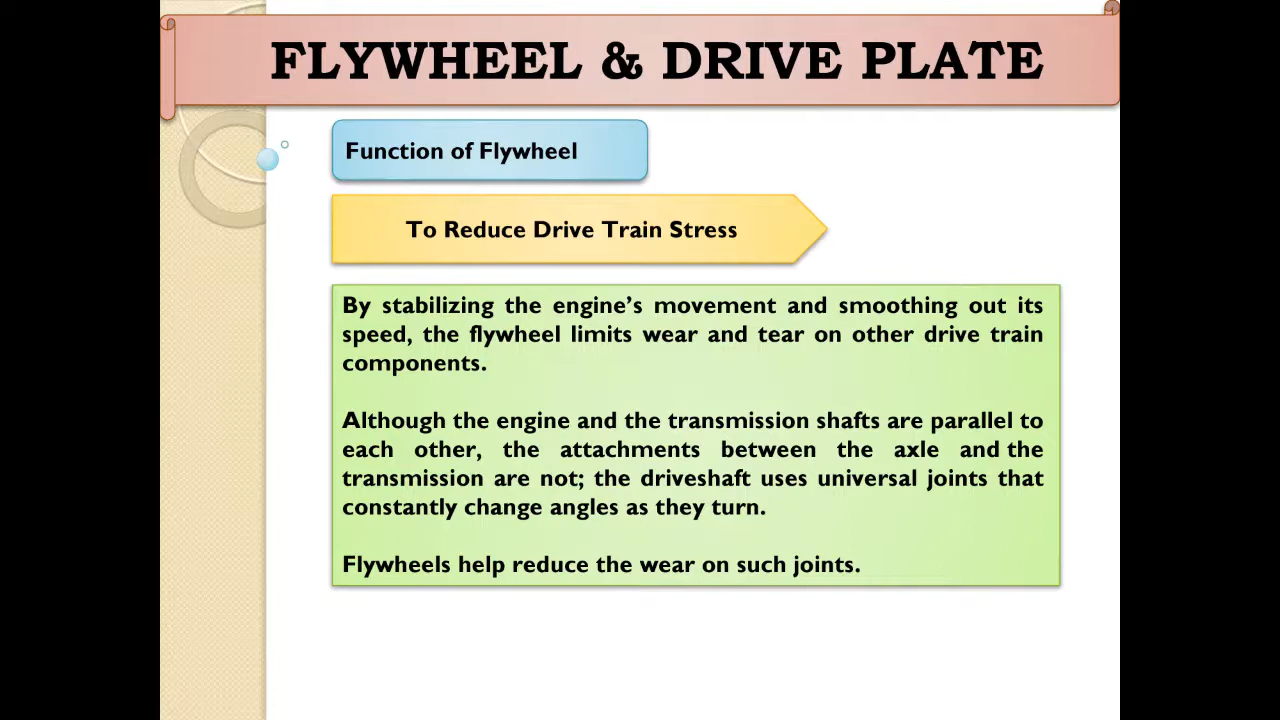 FLYWHEEL & DRIVE PLATE
Function of Flywheel
To Reduce Drive Train Stress
By stabilizing the engine’s movement and smoothing out its
speed, the flywheel limits wear and tear on other drive train
components.
Although the engine and the transmission shafts are parallel to
each other, the attachments between the axle and the
transmission are not; the driveshaft uses universal joints that
constantly change angles as they turn.
Flywheels help reduce the wear on such joints.